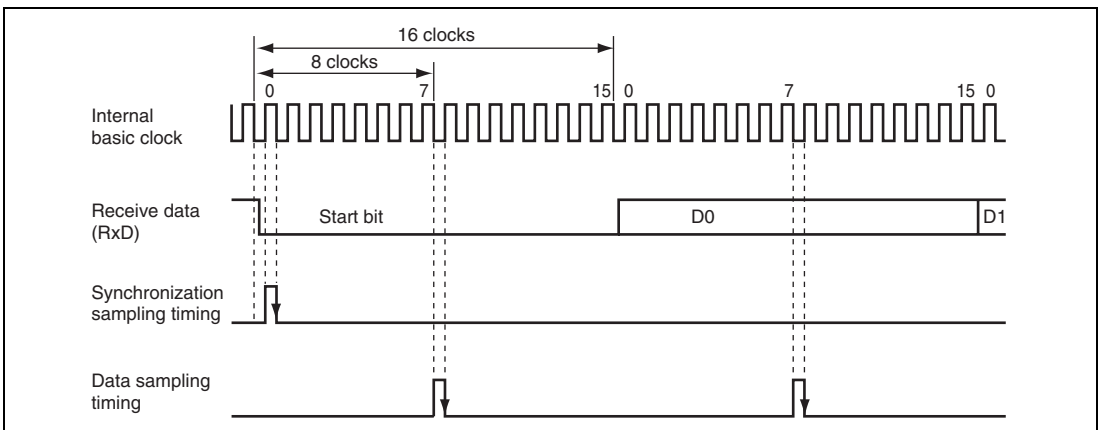 16 clocks
8 clocks
0 7 15 0 7 15 0
Internal
basic clock
Receive data
(RxD)
Start bit D0 D1
Synchronization
sampling timing
Data sampling
timing